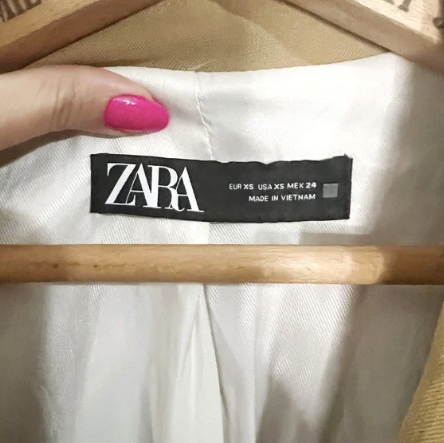 ZARA
EUR XS USA XS MEX 24
MADE IN VIETNAM